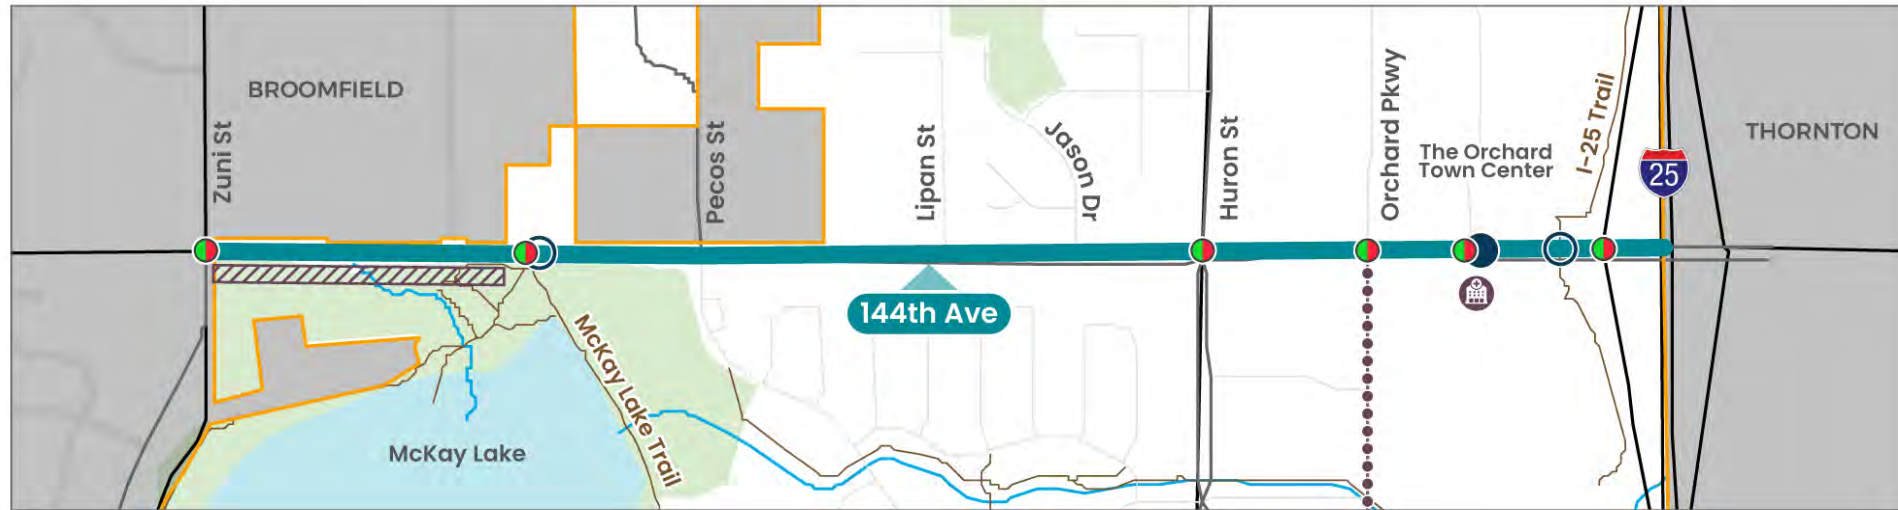 BROOMFIELD
Zuni St
Pecos St
Lipan St
Jason Dr
Huron St
Orchard Pkwy
The Orchard
Town Center
I-25 Trail
25
THORNTON
144th Ave
McKay Lake Trail
McKay Lake